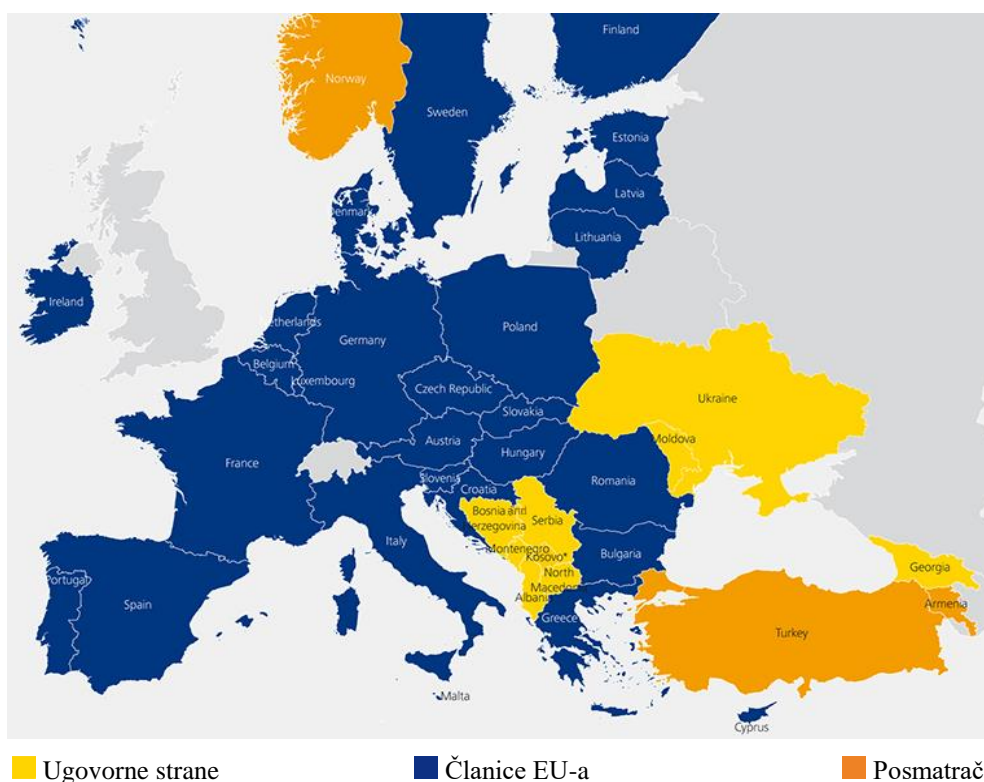 Finland
Norway
Sweden
Estonia
Latvia
Denmark
Lithuania
Ireland
Netherlands
Poland
Germany
Belgium
Luxembourg
Czech Republic
Ukraine
Slovakia
Austria
Moldova
Hungary
France
Slovenia
Romania
Croatia
Bosnia and
Herzegovina
Serbia
Italy
Montenegro
Kosovo*
Bulgaria
Georgia
North
Macedonia
Portugal
Spain
Albania
Armenia
Greece
Turkey
Malta
Cyprus
Ugovorne strane
Članice EU-a
Posmatrač